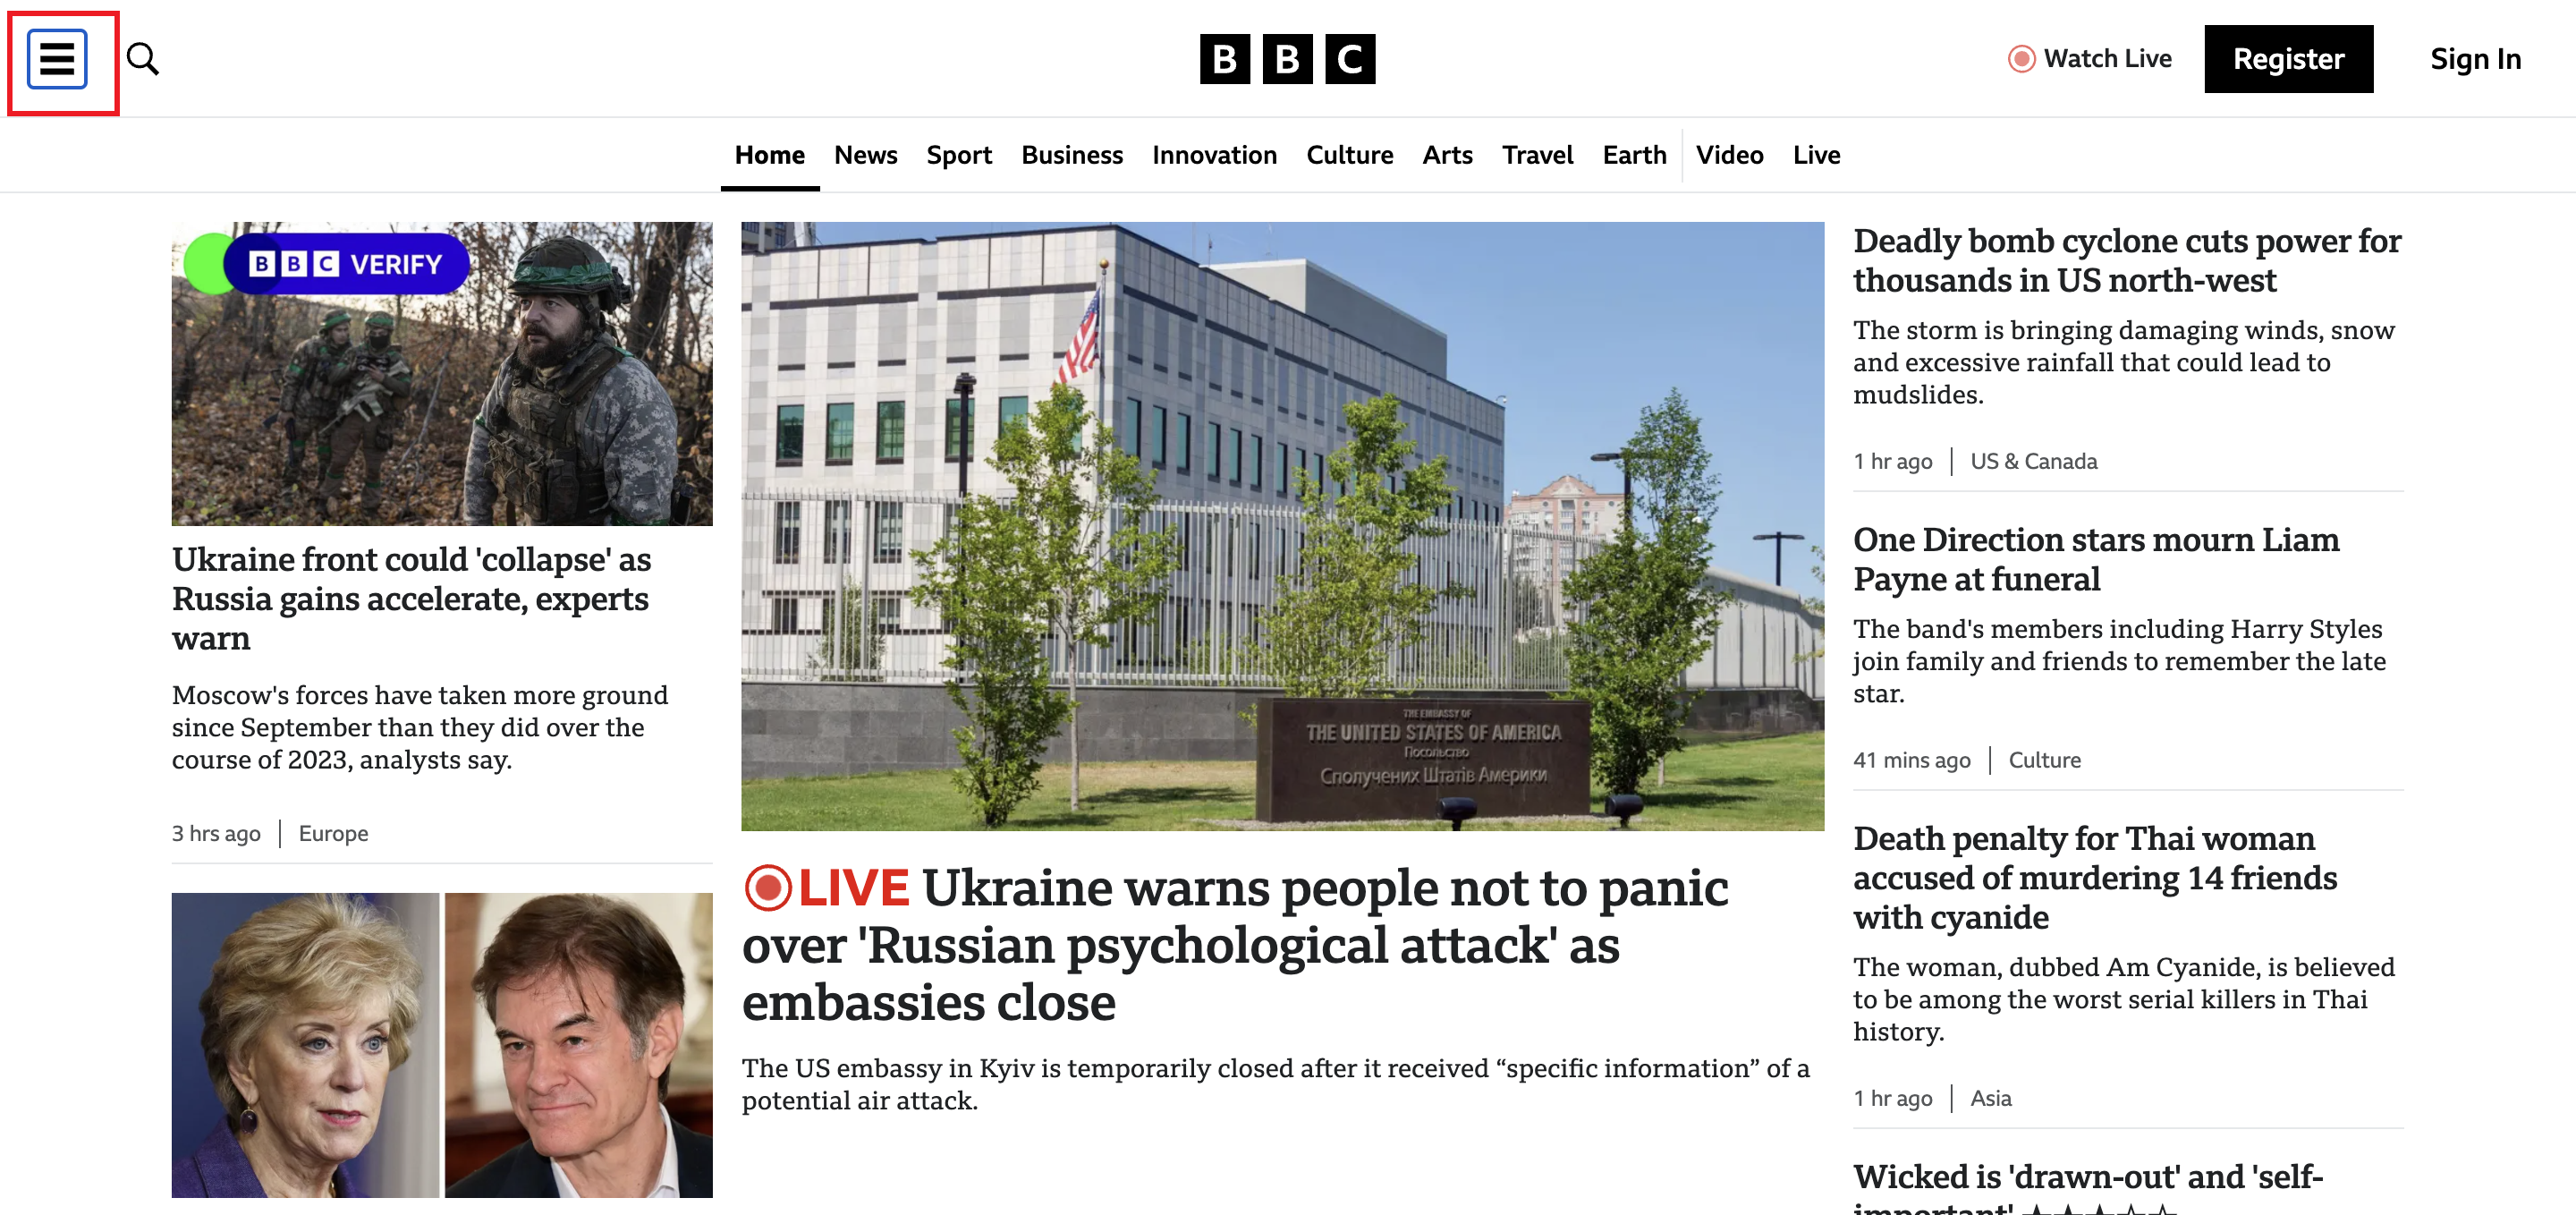 BBC
Watch Live
Register
Sign In
Home News Sport Business Innovation Culture Arts Travel Earth Video Live
BBC VERIFY
Ukraine front could 'collapse' as
Russia gains accelerate, experts
warn
Moscow's forces have taken more ground
since September than they did over the
course of 2023, analysts say.
3 hrs ago | Europe
THE EMBASSY OF
THE UNITED STATES OF AMERICA
Посольство
Сполучених Штатів Америки
LIVE Ukraine warns people not to panic
over 'Russian psychological attack' as
embassies close
The US embassy in Kyiv is temporarily closed after it received “specific information” of a
potential air attack.
Deadly bomb cyclone cuts power for
thousands in US north-west
The storm is bringing damaging winds, snow
and excessive rainfall that could lead to
mudslides.
1 hr ago | US & Canada
One Direction stars mourn Liam
Payne at funeral
The band's members including Harry Styles
join family and friends to remember the late
star.
41 mins ago | Culture
Death penalty for Thai woman
accused of murdering 14 friends
with cyanide
The woman, dubbed Am Cyanide, is believed
to be among the worst serial killers in Thai
history.
1 hr ago | Asia
Wicked is 'drawn-out' and 'self-
important' ★★★☆☆